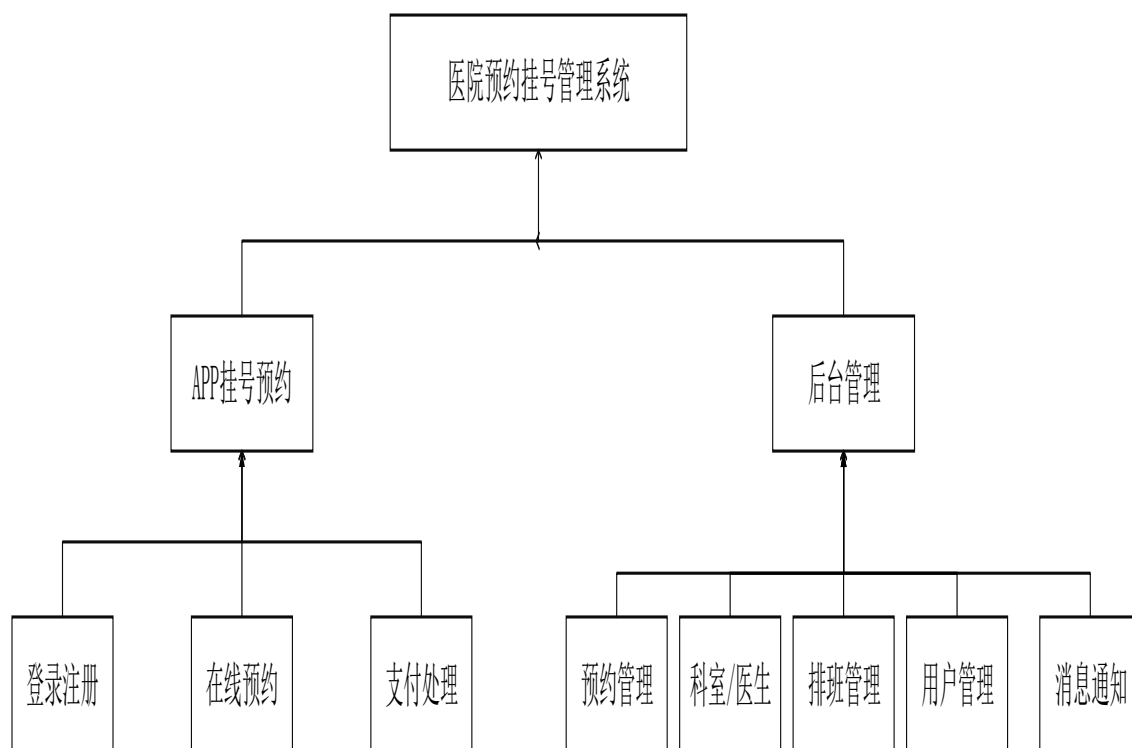 医院预约挂号管理系统
APP挂号预约
后台管理
登录注册
在线预约
支付处理
预约管理
科室/医生
排班管理
用户管理
消息通知